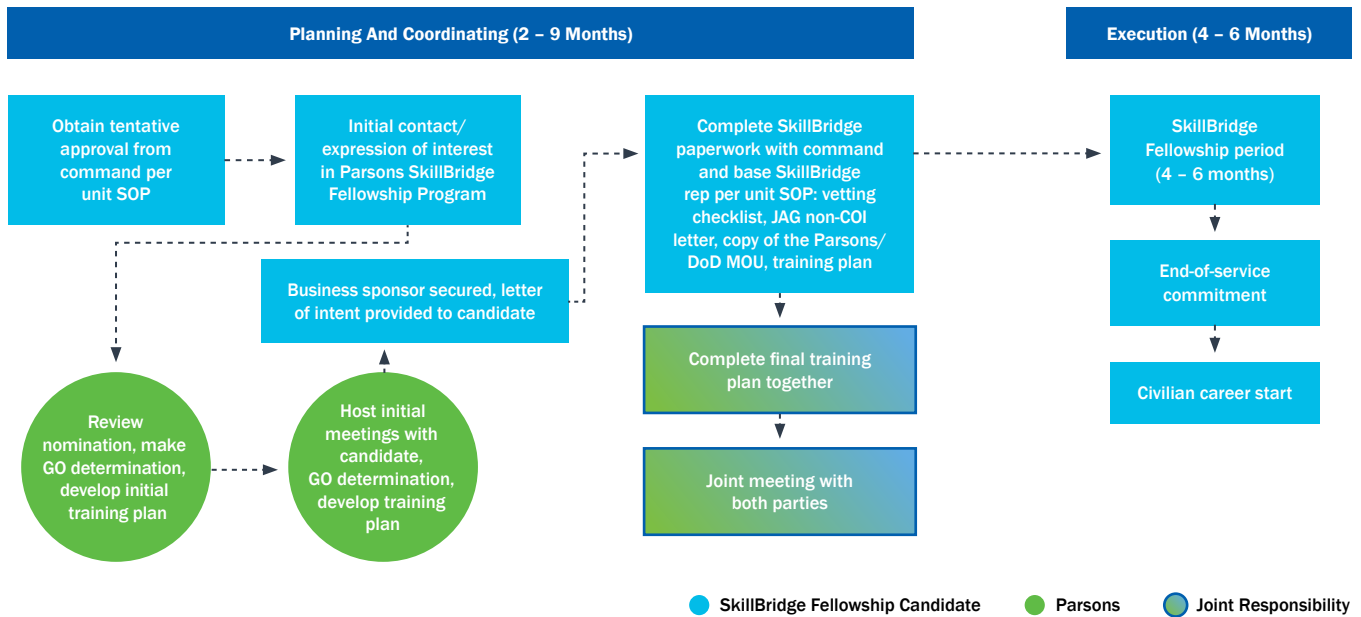 Planning And Coordinating (2 – 9 Months)
Execution (4 – 6 Months)
Obtain tentative
approval from
command per
unit SOP
Initial contact/
expression of interest
in Parsons SkillBridge
Fellowship Program
Complete SkillBridge
paperwork with command
and base SkillBridge
rep per unit SOP: vetting
checklist, JAG non-COI
letter, copy of the Parsons/
DoD MOU, training plan
SkillBridge
Fellowship period
(4 – 6 months)
Business sponsor secured, letter
of intent provided to candidate
End-of-service
commitment
Complete final training
plan together
Civilian career start
Review
nomination, make
GO determination,
develop initial
training plan
Host initial
meetings with
candidate,
GO determination,
develop training
plan
Joint meeting with
both parties
SkillBridge Fellowship Candidate
Parsons
Joint Responsibility